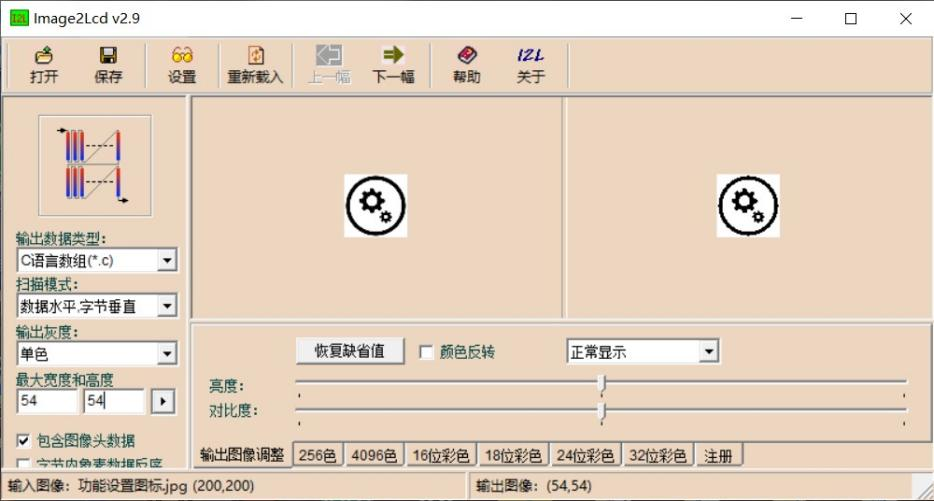 I2L Image2Lcd v2.9
打开 保存 设置 重新载入 上一幅 下一幅 帮助 I2L 关于
输出数据类型:
C语言数组(*.c)
扫描模式:
数据水平,字节垂直
输出灰度:
单色
最大宽度和高度
54 54
包含图像头数据
字节内象素数据反序
恢复缺省值 颜色反转 正常显示
亮度:
对比度:
输出图像调整 256色 4096色 16位彩色 18位彩色 24位彩色 32位彩色 注册
输入图像: 功能设置图标.jpg (200,200) 输出图像: (54,54)